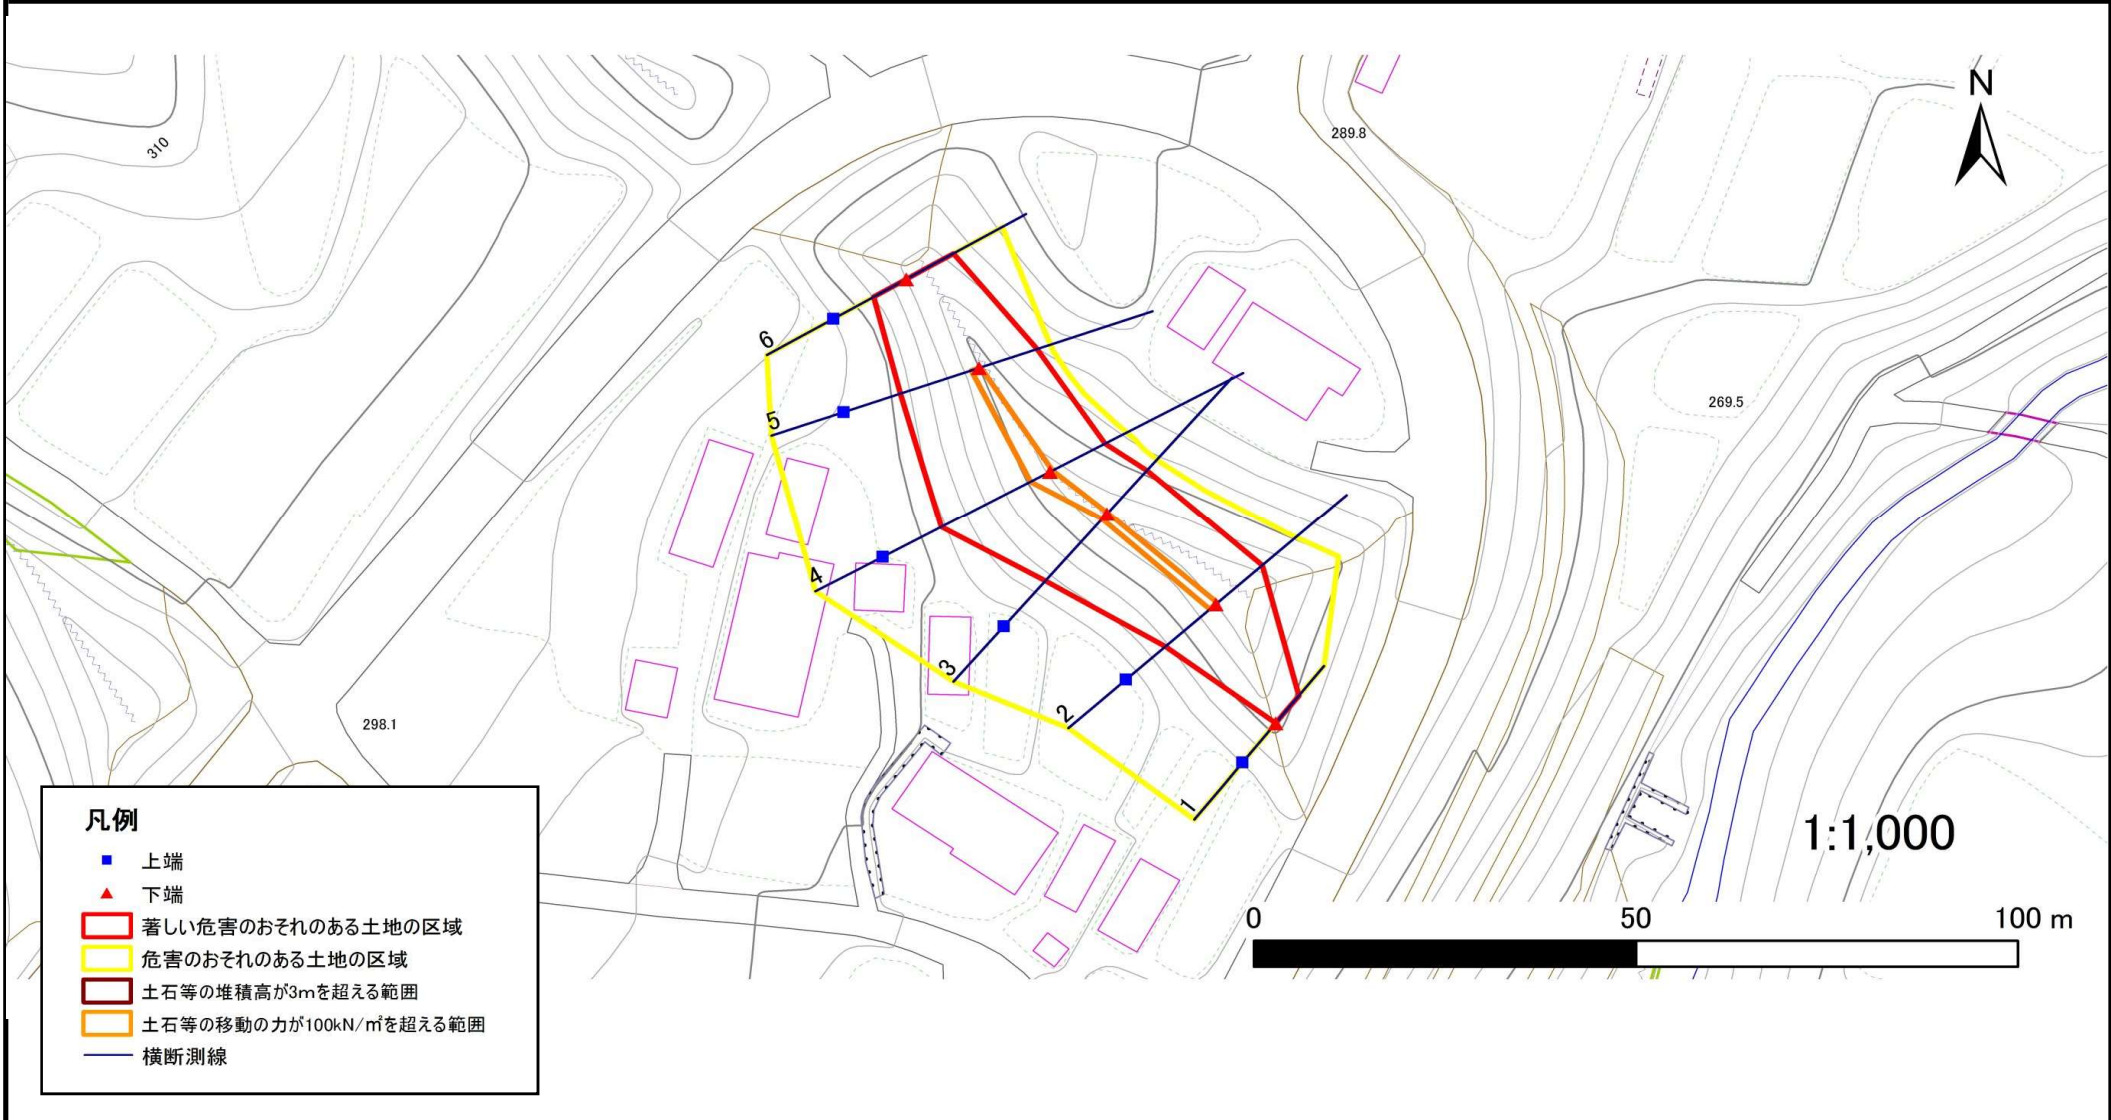 N
289.8
310
6
5
269.5
4
3
2
298.1
1
1:1,000
凡例
上端
下端
著しい危害のおそれのある土地の区域
危害のおそれのある土地の区域
土石等の堆積高が3mを超える範囲
土石等の移動の力が100kN/㎡を超える範囲
横断測線
0 50 100 m